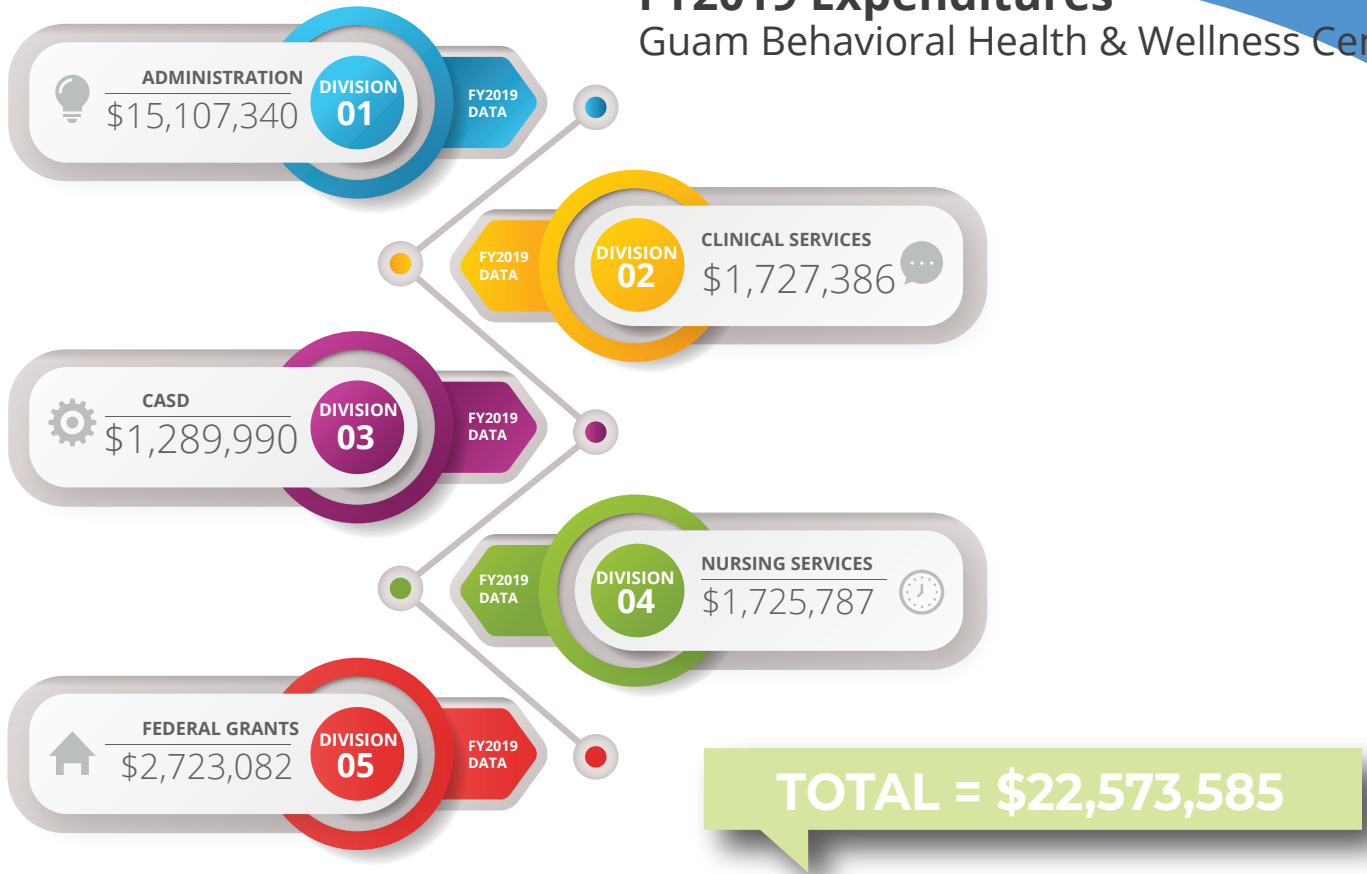 FY2019 Expenditures
Guam Behavioral Health & Wellness
ADMINISTRATION
$15,107,340
DIVISION
01
FY2019
DATA
FY2019
DATA
DIVISION
02
CLINICAL SERVICES
$1,727,386
CASD
$1,289,990
DIVISION
03
FY2019
DATA
FY2019
DATA
DIVISION
04
NURSING SERVICES
$1,725,787
FEDERAL GRANTS
$2,723,082
DIVISION
05
FY2019
DATA
TOTAL = $22,573,585